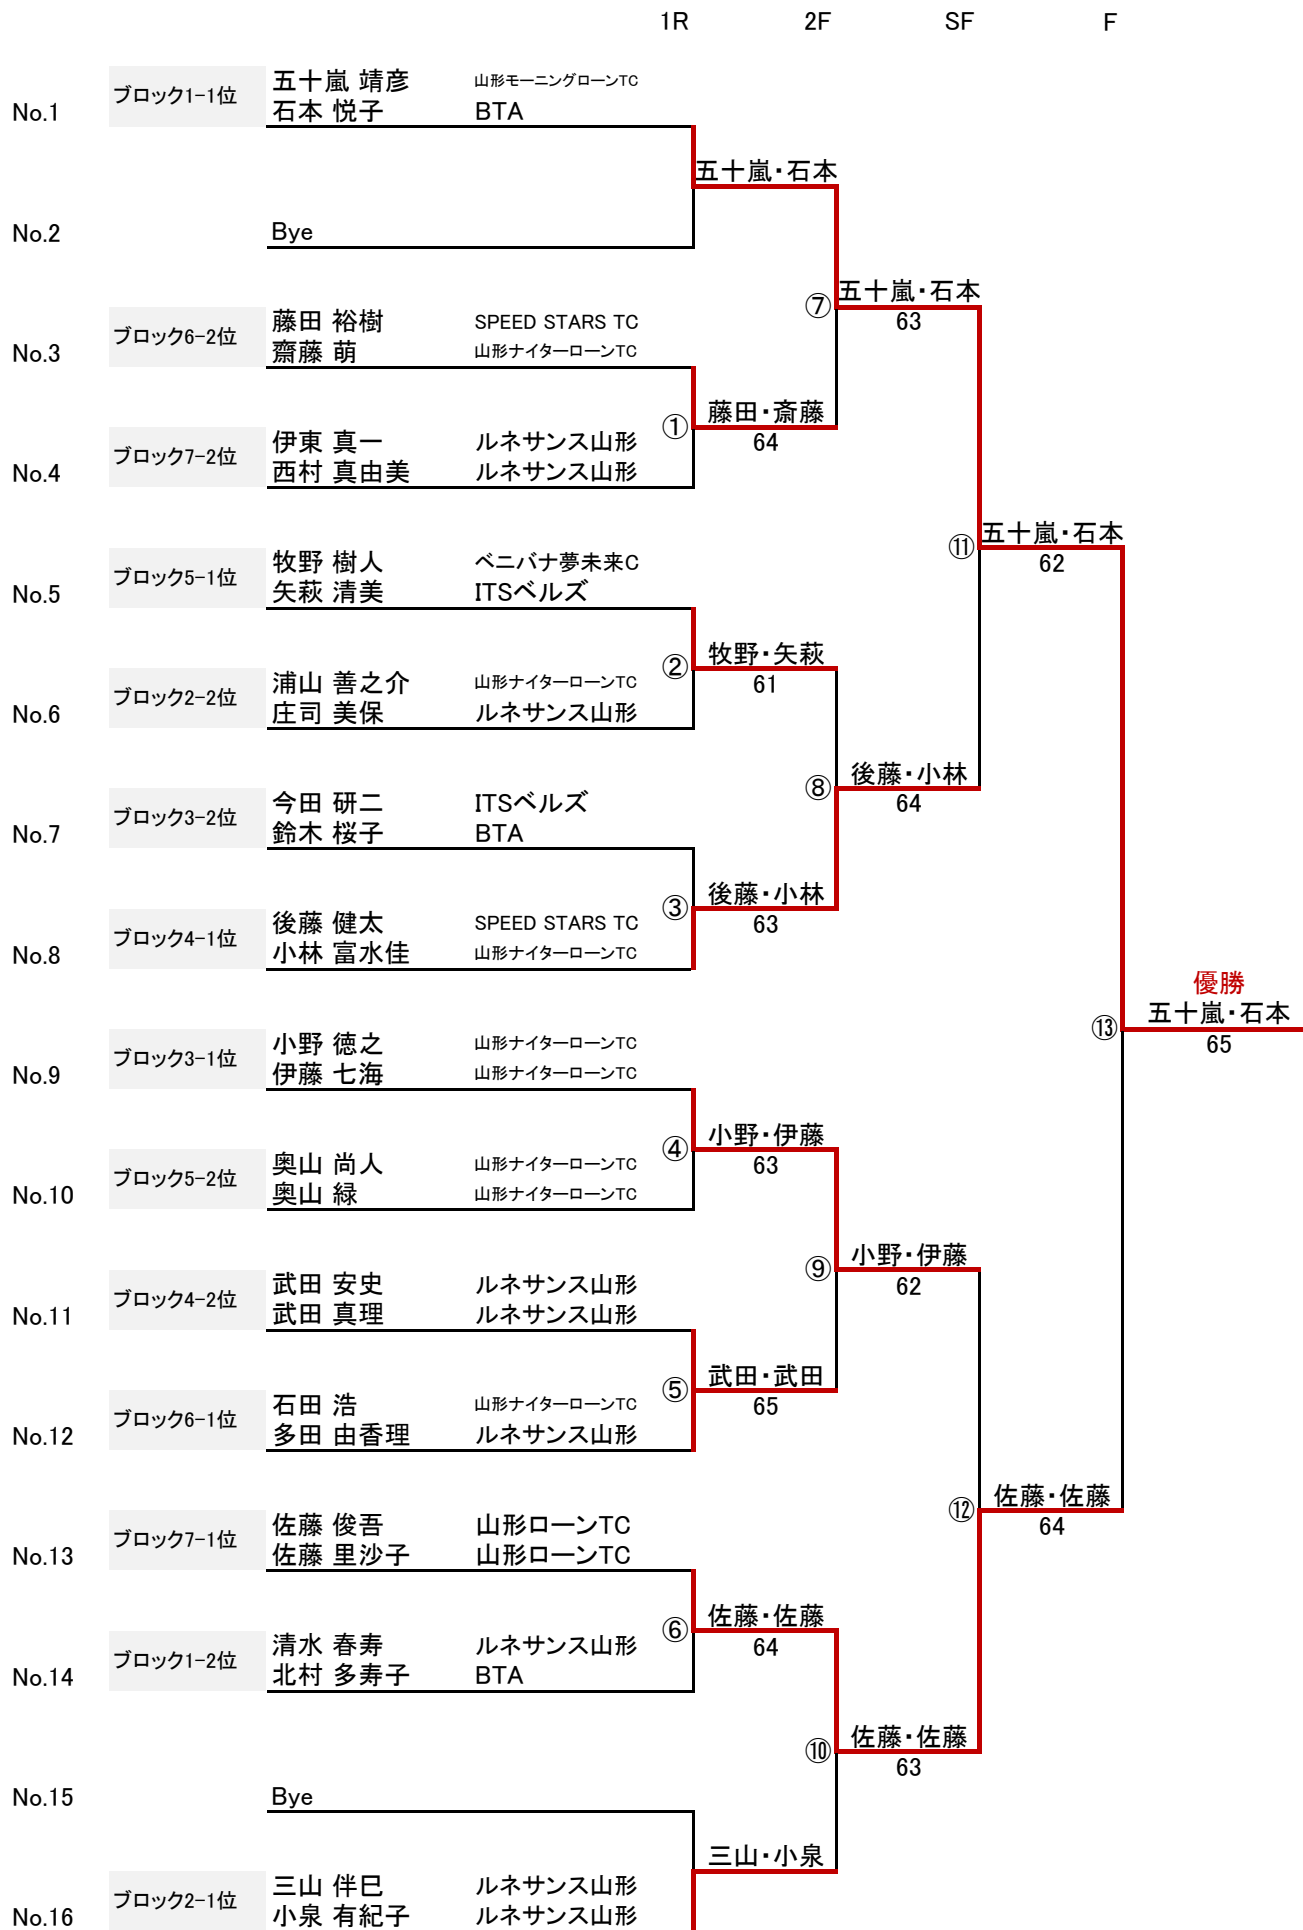 1R 2F SF F
ブロック1-1位 五十嵐 靖彦 山形モーニングローンTC
No.1 石本 悦子 BTA
五十嵐・石本
No.2 Bye
五十嵐・石本
⑦ 63
ブロック6-2位 藤田 裕樹 SPEED STARS TC
No.3 齋藤 萌 山形ナイターローンTC
藤田・斎藤
① 64
ブロック7-2位 伊東 真一 ルネサンス山形
No.4 西村 真由美 ルネサンス山形
五十嵐・石本
⑪ 62
ブロック5-1位 牧野 樹人 ベニバナ夢未来C
No.5 矢萩 清美 ITSベルズ
牧野・矢萩
② 61
ブロック2-2位 浦山 善之介 山形ナイターローンTC
No.6 庄司 美保 ルネサンス山形
後藤・小林
⑧ 64
ブロック3-2位 今田 研二 ITSベルズ
No.7 鈴木 桜子 BTA
後藤・小林
③ 63
ブロック4-1位 後藤 健太 SPEED STARS TC
No.8 小林 富水佳 山形ナイターローンTC
優勝
五十嵐・石本
⑬ 65
ブロック3-1位 小野 徳之 山形ナイターローンTC
No.9 伊藤 七海 山形ナイターローンTC
小野・伊藤
④ 63
ブロック5-2位 奥山 尚人 山形ナイターローンTC
No.10 奥山 緑 山形ナイターローンTC
小野・伊藤
⑨ 62
ブロック4-2位 武田 安史 ルネサンス山形
No.11 武田 真理 ルネサンス山形
武田・武田
⑤ 65
ブロック6-1位 石田 浩 山形ナイターローンTC
No.12 多田 由香理 ルネサンス山形
佐藤・佐藤
⑫ 64
ブロック7-1位 佐藤 俊吾 山形ローンTC
No.13 佐藤 里沙子 山形ローンTC
佐藤・佐藤
⑥ 64
ブロック1-2位 清水 春寿 ルネサンス山形
No.14 北村 多寿子 BTA
佐藤・佐藤
⑩ 63
No.15 Bye
三山・小泉
ブロック2-1位 三山 伴巳 ルネサンス山形
No.16 小泉 有紀子 ルネサンス山形